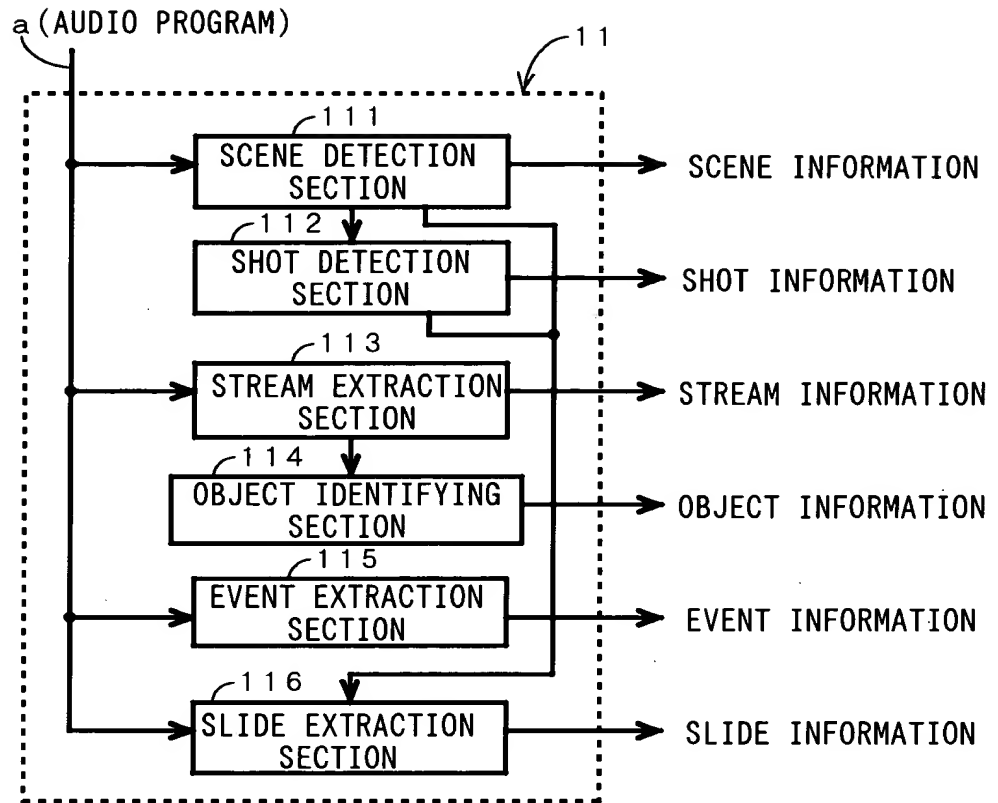 a(AUDIO PROGRAM)
11
111
SCENE DETECTION
SECTION
SCENE INFORMATION
112
SHOT DETECTION
SECTION
SHOT INFORMATION
113
STREAM EXTRACTION
SECTION
STREAM INFORMATION
114
OBJECT IDENTIFYING
SECTION
OBJECT INFORMATION
115
EVENT EXTRACTION
SECTION
EVENT INFORMATION
116
SLIDE EXTRACTION
SECTION
SLIDE INFORMATION